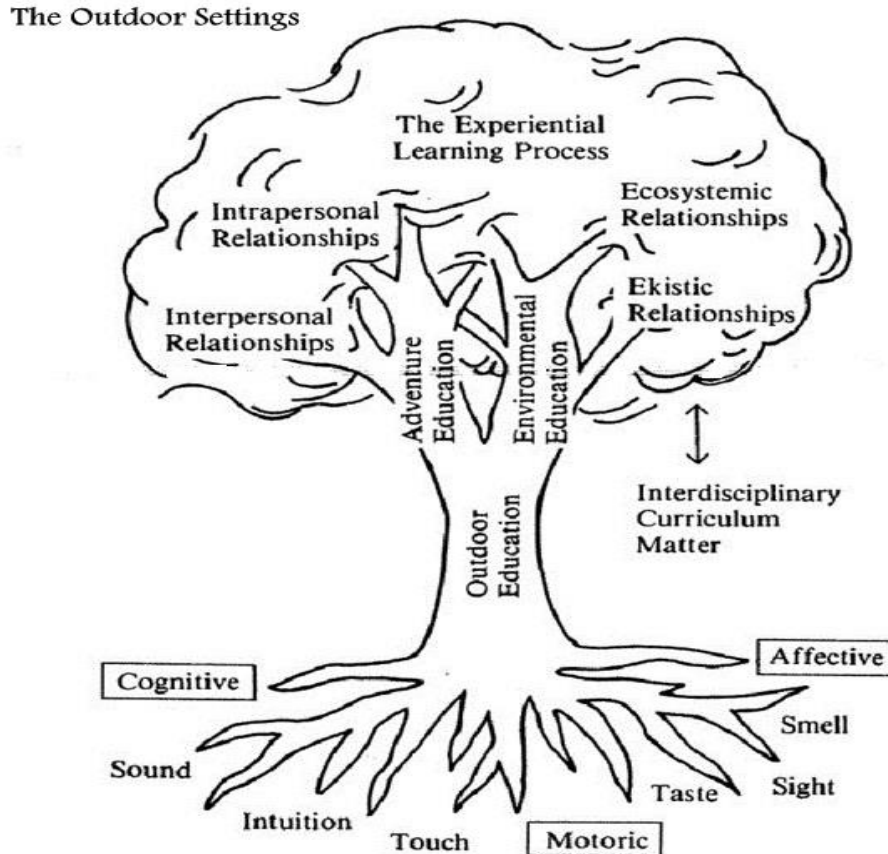 The Outdoor Settings
The Experiential
Learning Process
Intrapersonal
Relationships
Ecosystemic
Relationships
Interpersonal
Relationships
Ekistic
Relationships
Adventure
Education
Environmental
Education
Interdisciplinary
Curriculum
Matter
Outdoor
Education
Cognitive
Affective
Sound
Smell
Intuition
Taste
Sight
Touch
Motoric